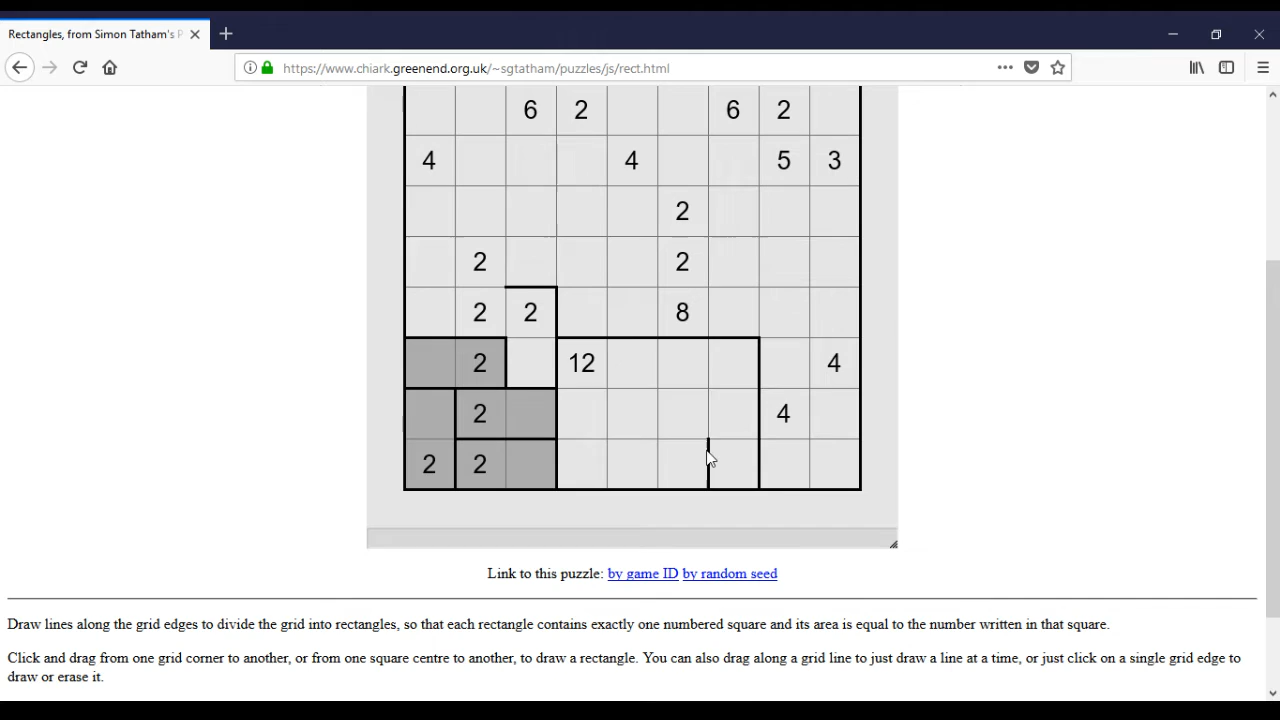 Rectangles, from Simon Tatham's P
https://www.chiark.greenend.org.uk/~sgtatham/puzzles/js/rect.html
6 2 6 2
4 4 5 3
2
2 2
2 2 8
2 12 4
2 4
2 2
Link to this puzzle: by game ID by random seed
Draw lines along the grid edges to divide the grid into rectangles, so that each rectangle contains exactly one numbered square and its area is equal to the number written in that square.
Click and drag from one grid corner to another, or from one square centre to another, to draw a rectangle. You can also drag along a grid line to just draw a line at a time, or just click on a single grid edge to
draw or erase it.